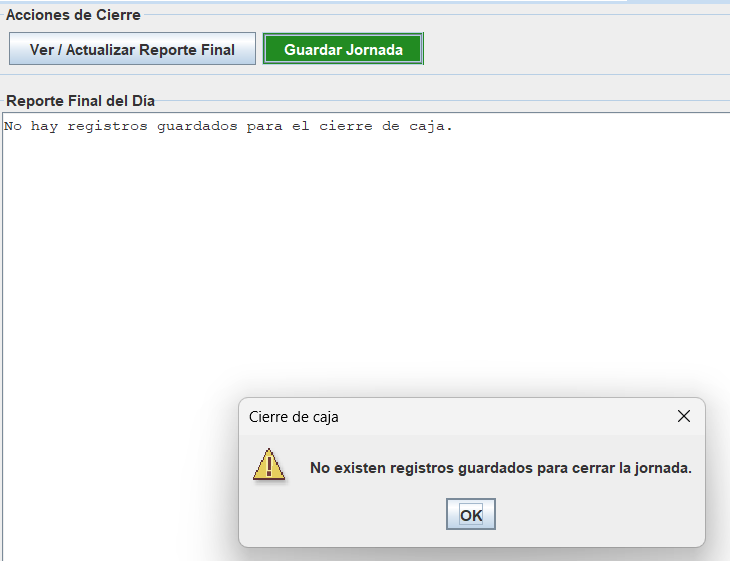 Acciones de Cierre
Ver / Actualizar Reporte Final
Guardar Jornada
Reporte Final del Día
No hay registros guardados para el cierre de caja.
Cierre de caja
No existen registros guardados para cerrar la jornada.
OK